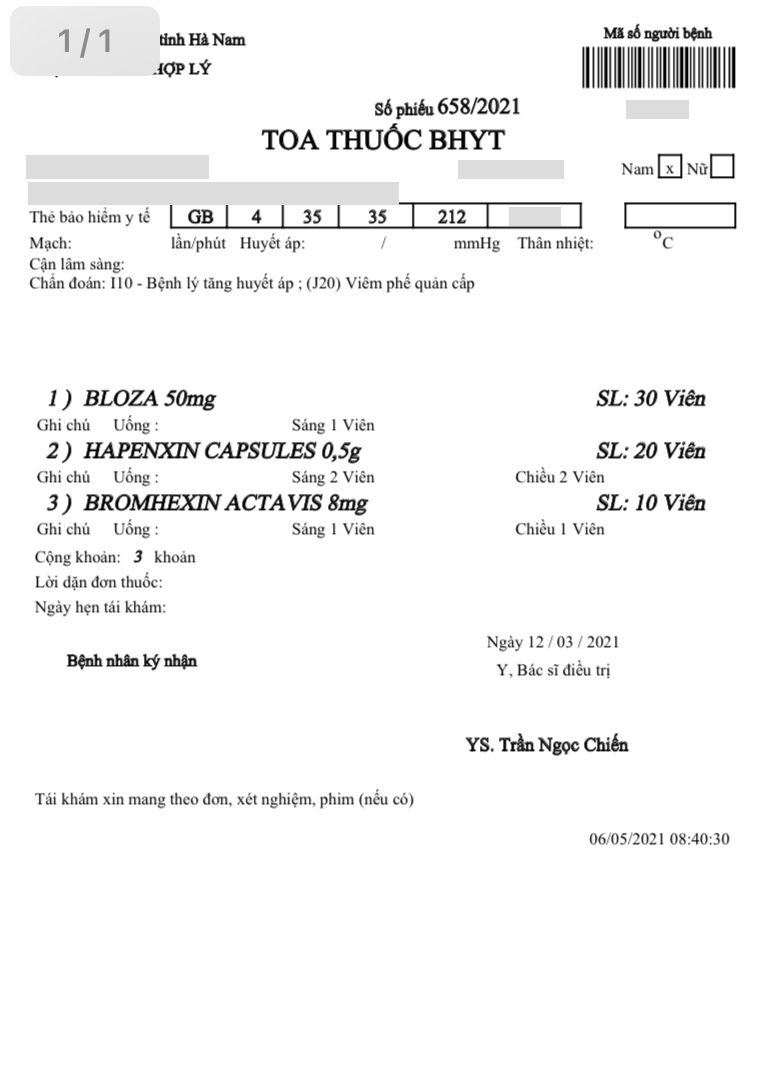 1/1
tỉnh Hà Nam
HỢP LÝ
Mã số người bệnh
Số phiếu 658/2021
TOA THUỐC BHYT
Nam x Nữ
Thẻ bảo hiểm y tế GB 4 35 35 212
Mạch: lần/phút Huyết áp: / mmHg Thân nhiệt: °C
Cận lâm sàng:
Chẩn đoán: I10 - Bệnh lý tăng huyết áp ; (J20) Viêm phế quản cấp
1 ) BLOZA 50mg SL: 30 Viên
Ghi chú Uống : Sáng 1 Viên
2 ) HAPENXIN CAPSULES 0,5g SL: 20 Viên
Ghi chú Uống : Sáng 2 Viên Chiều 2 Viên
3 ) BROMHEXIN ACTAVIS 8mg SL: 10 Viên
Ghi chú Uống : Sáng 1 Viên Chiều 1 Viên
Cộng khoản: 3 khoản
Lời dặn đơn thuốc:
Ngày hẹn tái khám:
Ngày 12 / 03 / 2021
Bệnh nhân ký nhận
Y, Bác sĩ điều trị
YS. Trần Ngọc Chiến
Tái khám xin mang theo đơn, xét nghiệm, phim (nếu có)
06/05/2021 08:40:30